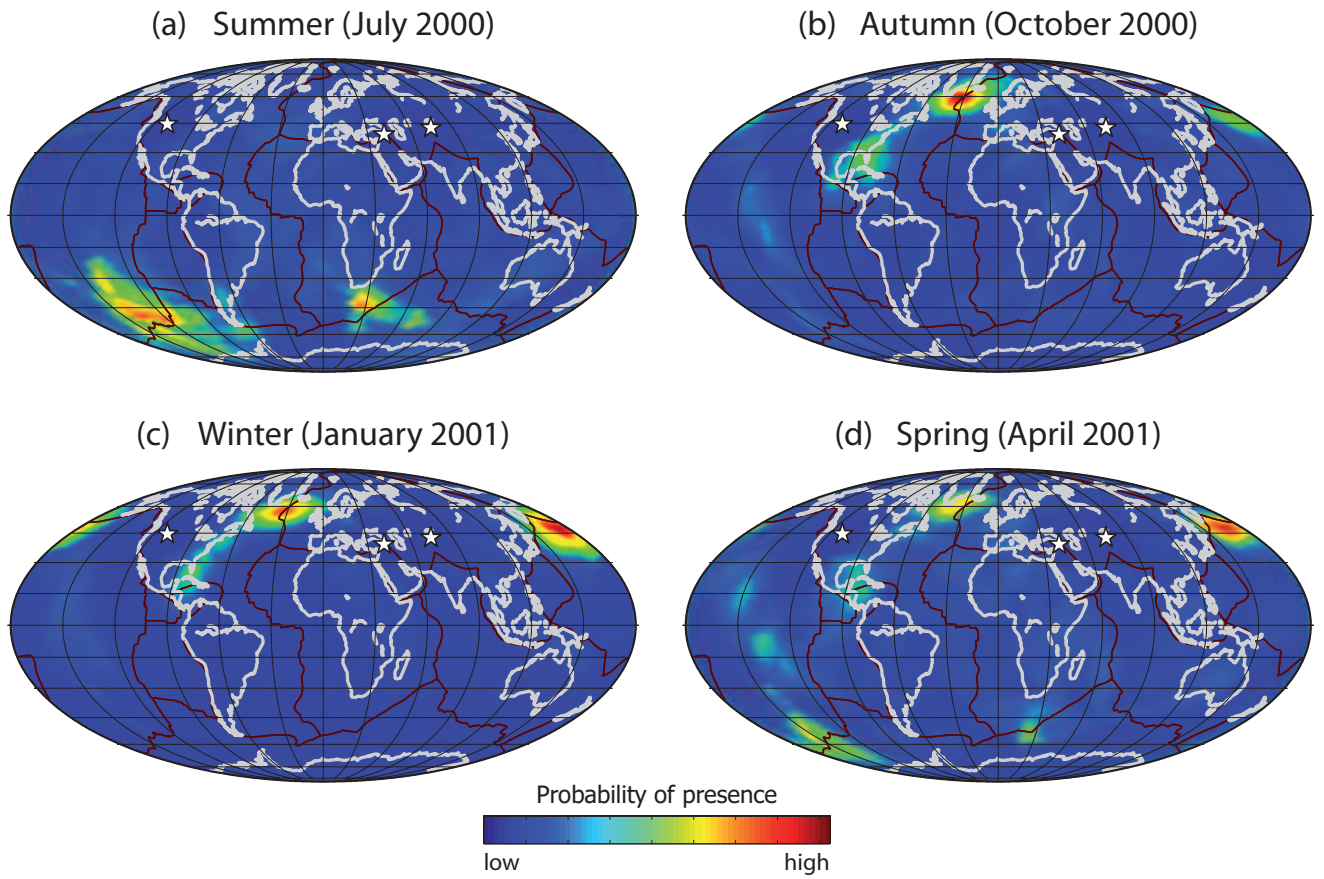 (a) Summer (July 2000)
(b) Autumn (October 2000)
(c) Winter (January 2001)
(d) Spring (April 2001)
Probability of presence
low high